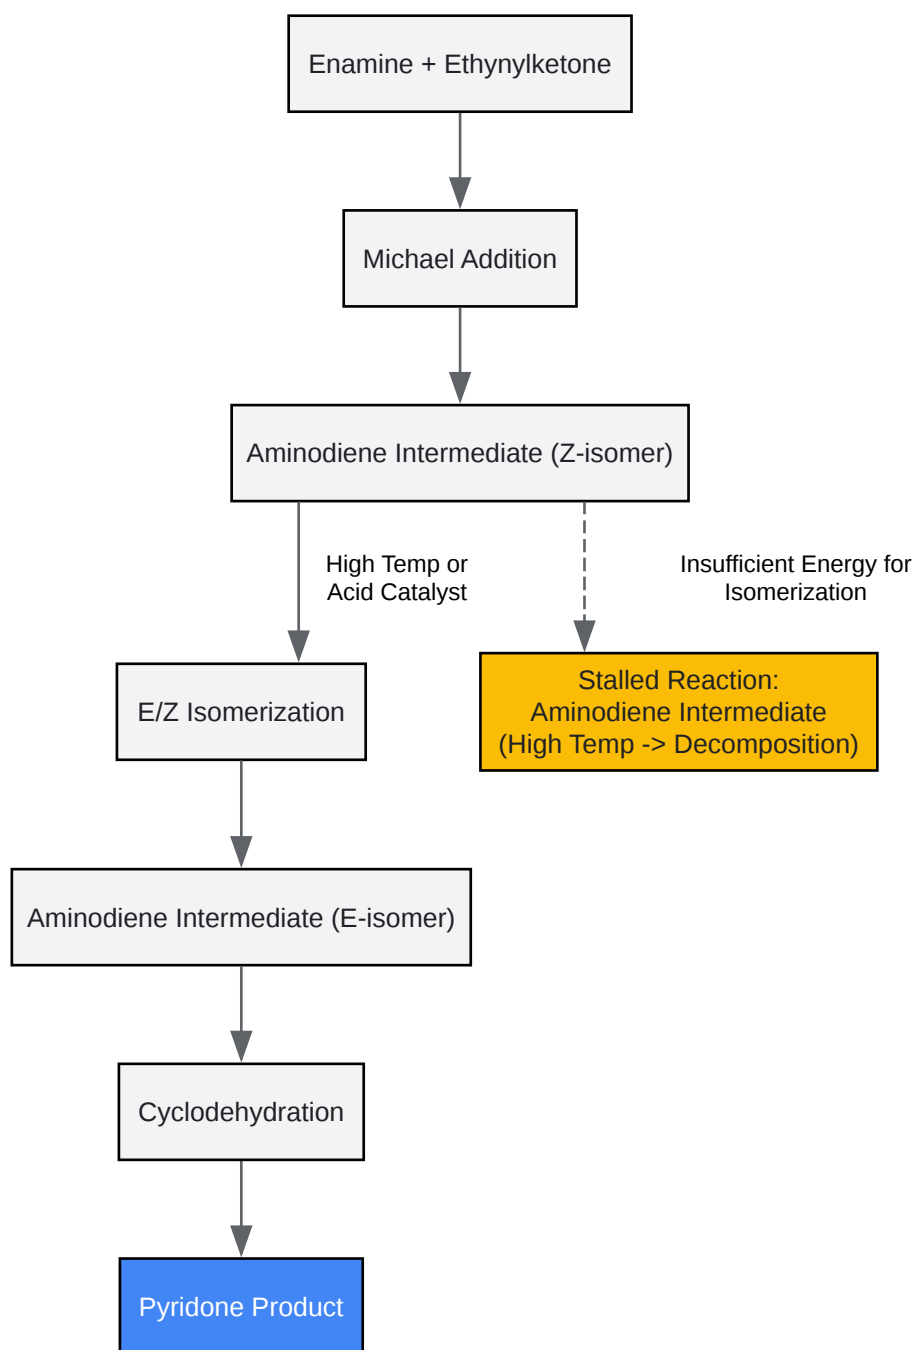 Enamine + Ethynylketone
Michael Addition
Aminodiene Intermediate (Z-isomer)
High Temp or
Acid Catalyst
Insufficient Energy for
Isomerization
E/Z Isomerization
Stalled Reaction:
Aminodiene Intermediate
(High Temp -> Decomposition)
Aminodiene Intermediate (E-isomer)
Cyclodehydration
Pyridone Product